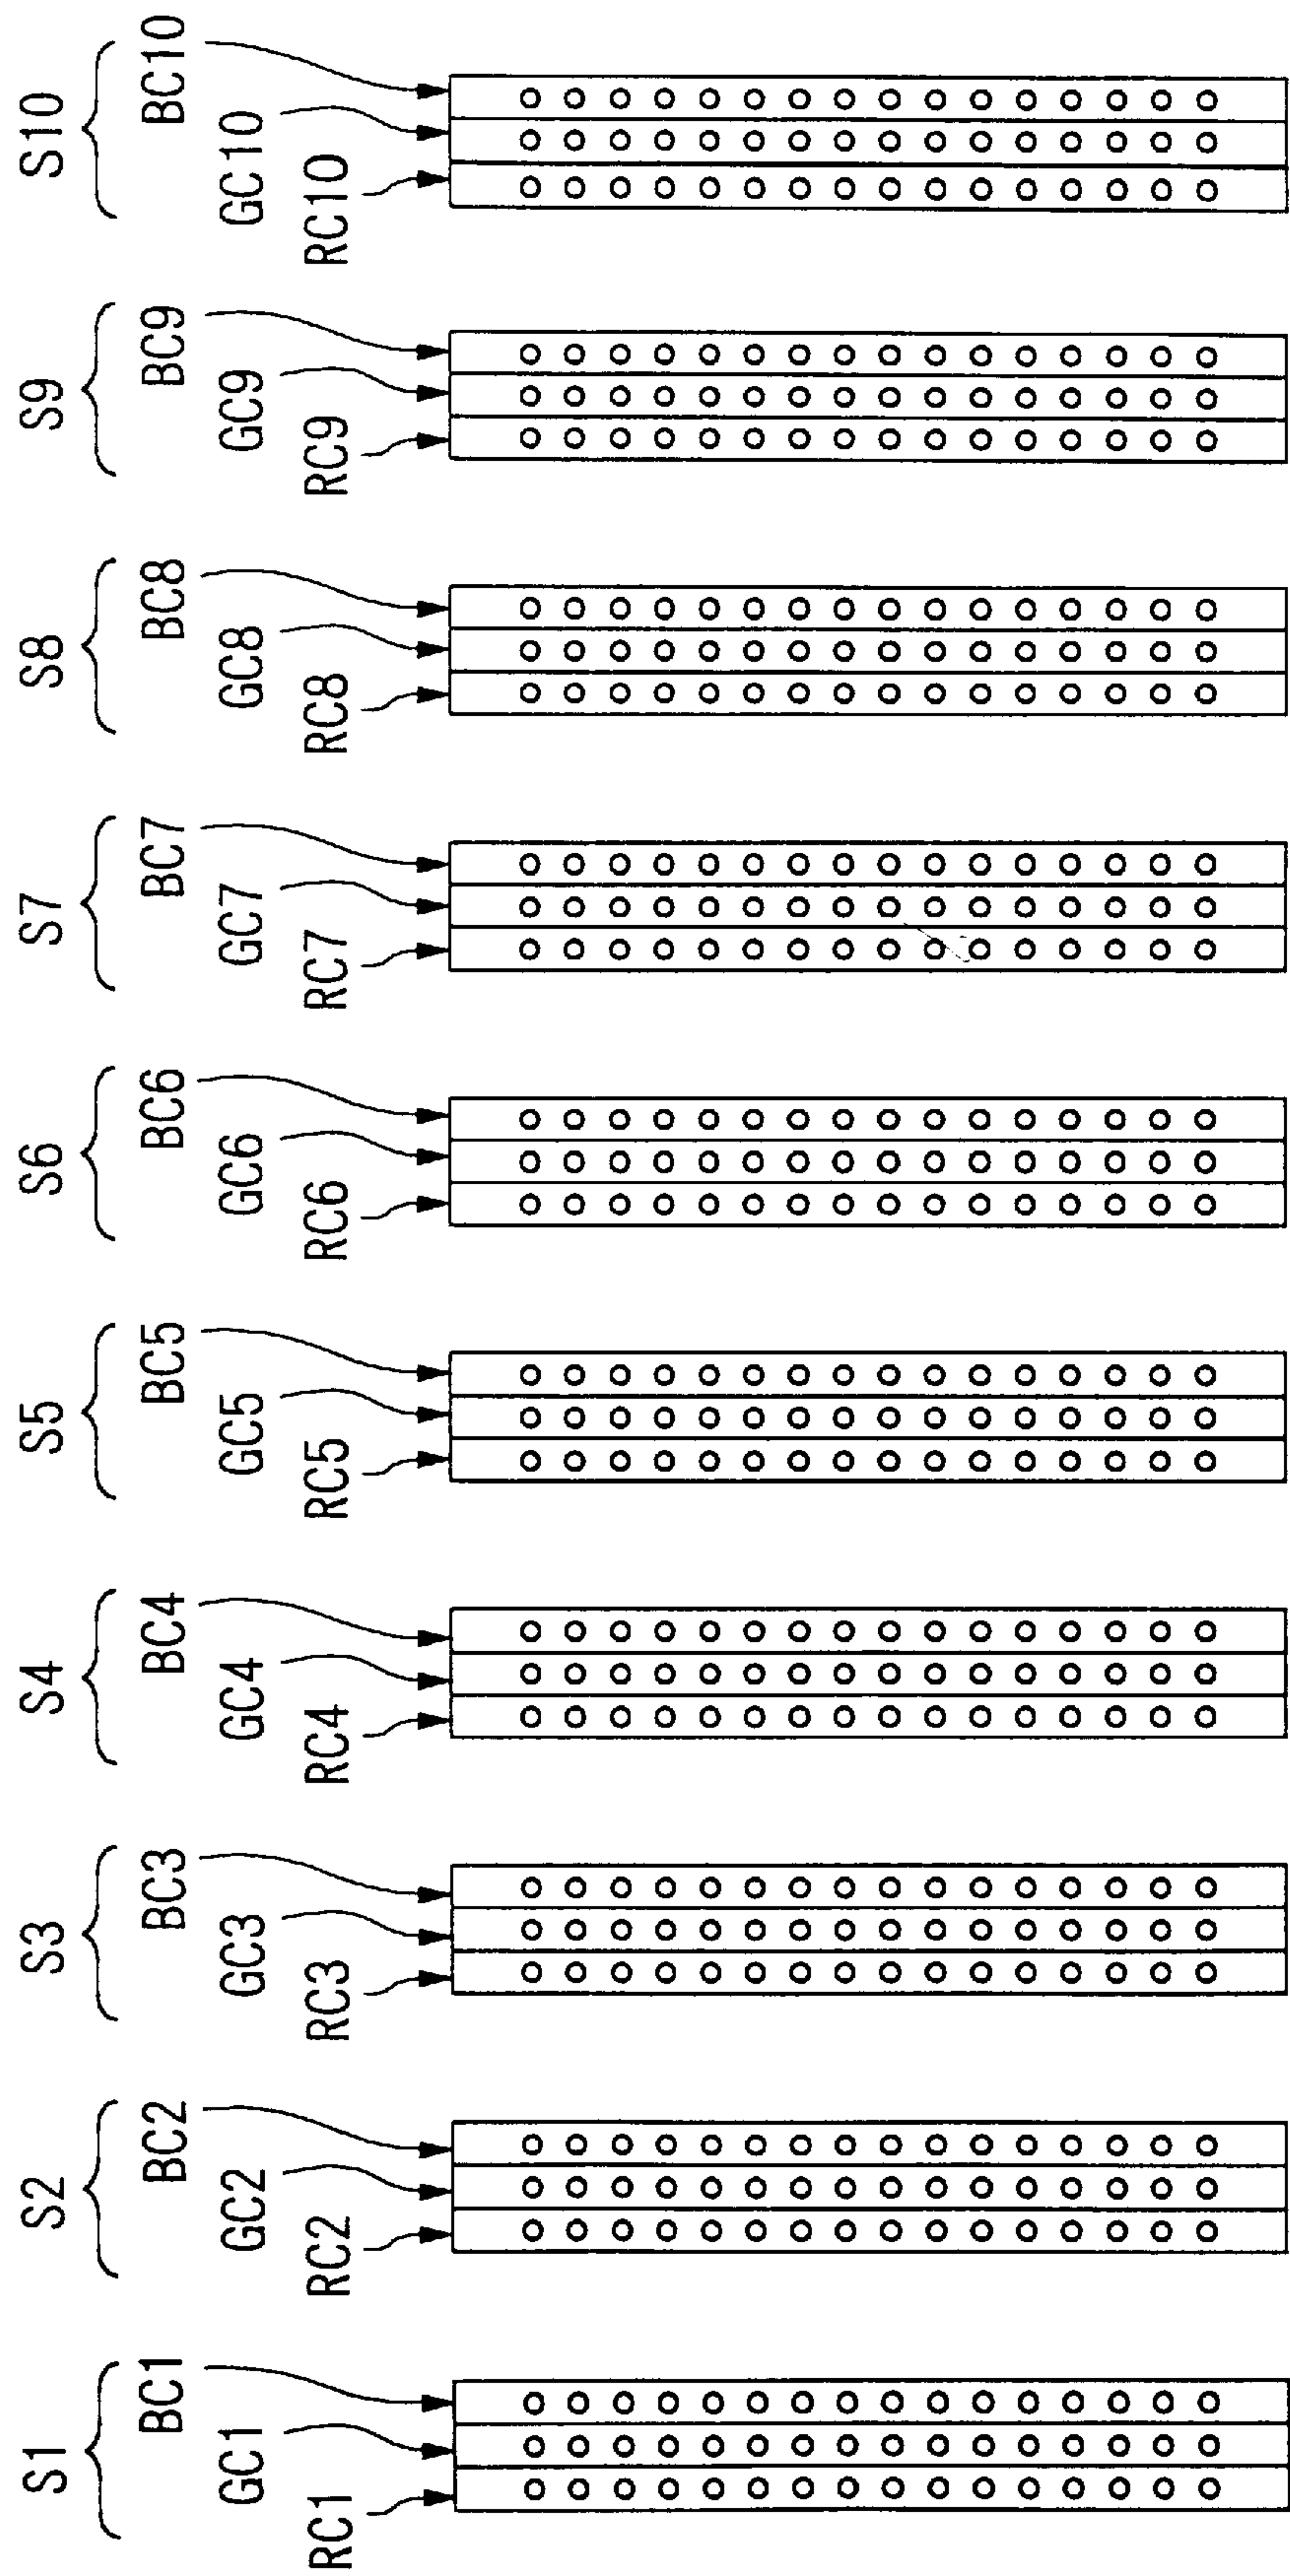 S1
RC1
GC1
BC1
S2
RC2
GC2
BC2
S3
RC3
GC3
BC3
S4
RC4
GC4
BC4
S5
RC5
GC5
BC5
S6
RC6
GC6
BC6
S7
RC7
GC7
BC7
S8
RC8
GC8
BC8
S9
RC9
GC9
BC9
S10
RC10
GC10
BC10